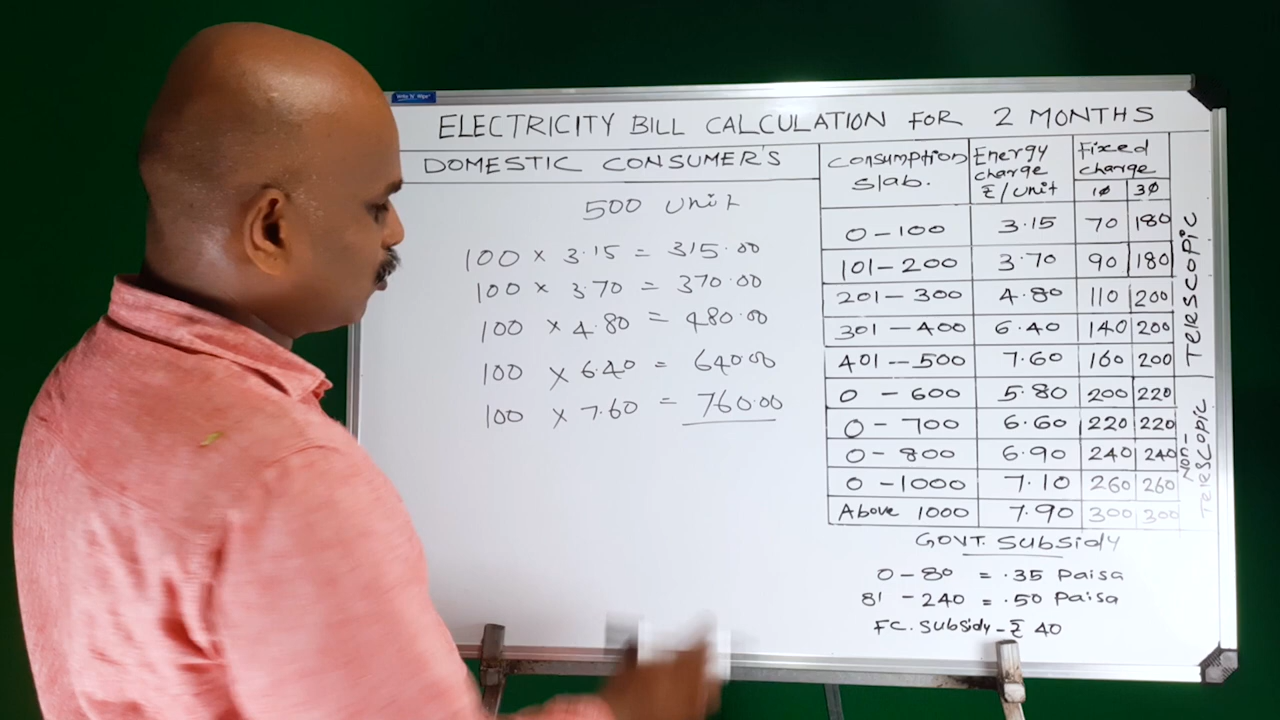 Write 'N' Wipe
ELECTRICITY BILL CALCULATION FOR 2 MONTHS
DOMESTIC CONSUMER'S
500 Unit
100 × 3.15 = 315.00
100 × 3.70 = 370.00
100 × 4.80 = 480.00
100 × 6.40 = 640.00
100 × 7.60 = 760.00
Consumption Slab. Energy charge ₹/Unit Fixed charge
1Ø 3Ø
0-100 3.15 70 180
101-200 3.70 90 180
201-300 4.80 110 200
301-400 6.40 140 200
401-500 7.60 160 200
0-600 5.80 200 220
0-700 6.60 220 220
0-800 6.90 240 240
0-1000 7.10 260 260
Above 1000 7.90 300 300
TELESCOPIC
NON-TELESCOPIC
GOVT. SUBSIDY
0-80 = .35 Paisa
81-240 = .50 Paisa
FC. Subsidy - ₹ 40